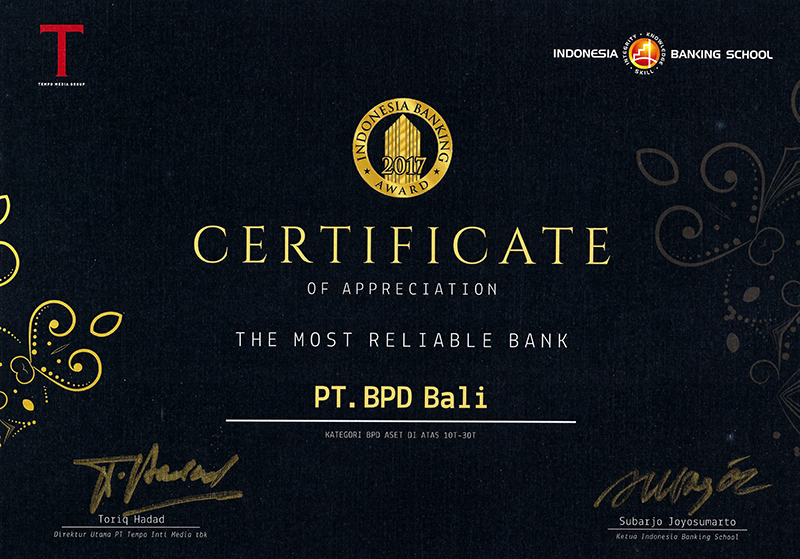 T
TEMPO MEDIA GROUP
INDONESIA BANKING SCHOOL
INTEGRITY · KNOWLEDGE · SKILL
INDONESIA BANKING
2017
AWARD
CERTIFICATE
OF APPRECIATION
THE MOST RELIABLE BANK
PT. BPD Bali
KATEGORI BPD ASET DI ATAS 10T-30T
Toriq Hadad
Direktur Utama PT Tempo Inti Media tbk
Subarjo Joyosumarto
Ketua Indonesia Banking School